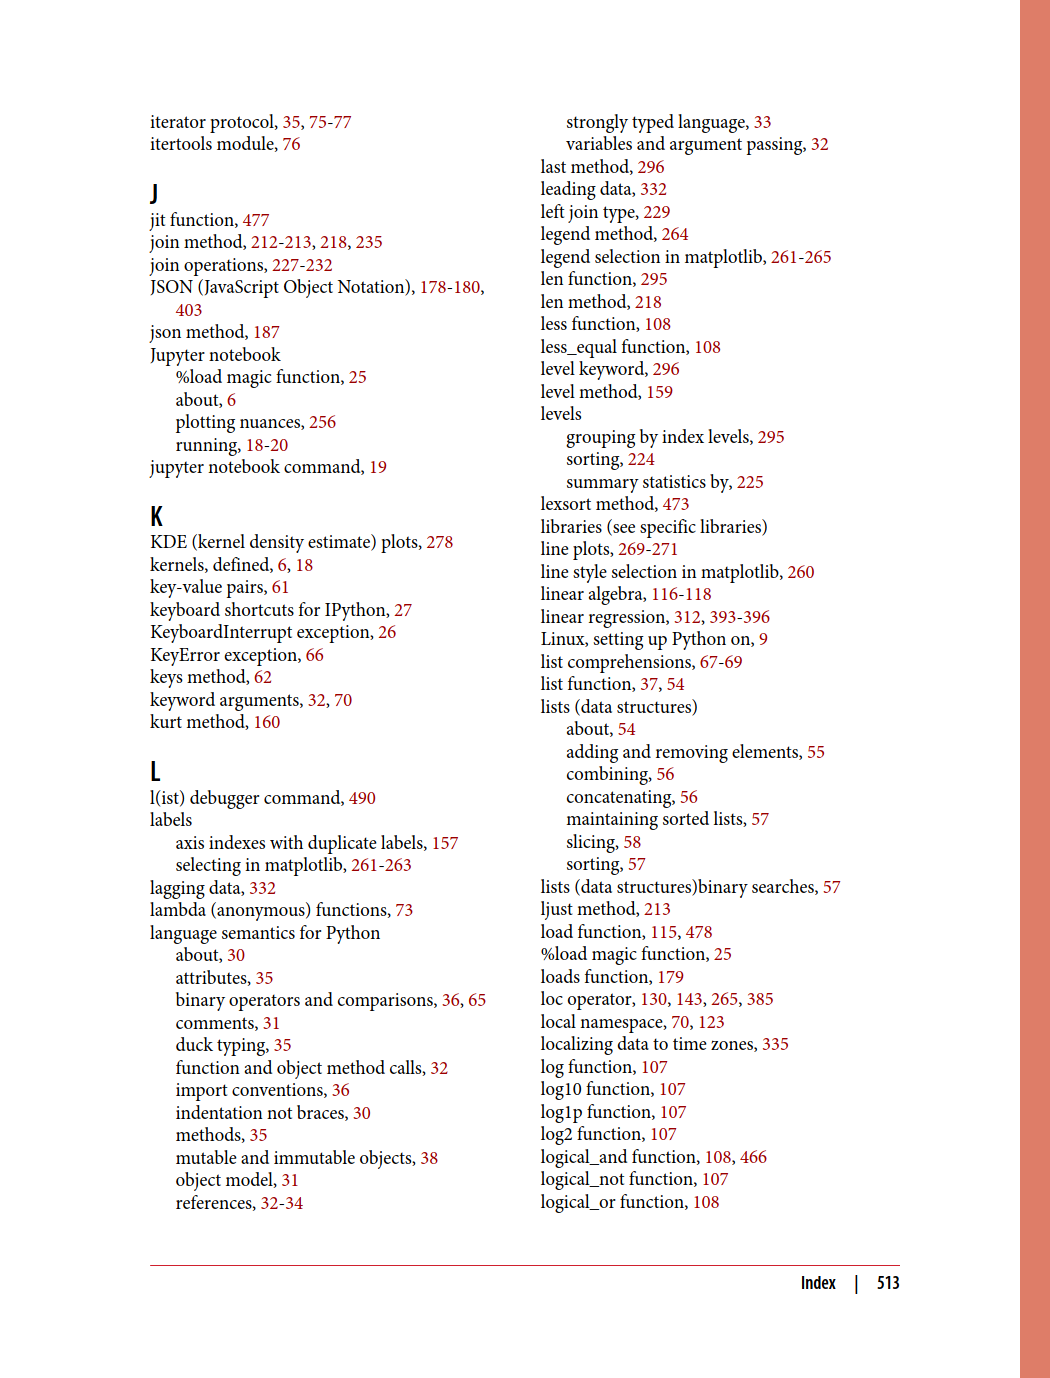 iterator protocol, 35, 75-77
itertools module, 76
J
jit function, 477
join method, 212-213, 218, 235
join operations, 227-232
JSON (JavaScript Object Notation), 178-180,
403
json method, 187
Jupyter notebook
%load magic function, 25
about, 6
plotting nuances, 256
running, 18-20
jupyter notebook command, 19
K
KDE (kernel density estimate) plots, 278
kernels, defined, 6, 18
key-value pairs, 61
keyboard shortcuts for IPython, 27
KeyboardInterrupt exception, 26
KeyError exception, 66
keys method, 62
keyword arguments, 32, 70
kurt method, 160
L
l(ist) debugger command, 490
labels
axis indexes with duplicate labels, 157
selecting in matplotlib, 261-263
lagging data, 332
lambda (anonymous) functions, 73
language semantics for Python
about, 30
attributes, 35
binary operators and comparisons, 36, 65
comments, 31
duck typing, 35
function and object method calls, 32
import conventions, 36
indentation not braces, 30
methods, 35
mutable and immutable objects, 38
object model, 31
references, 32-34
strongly typed language, 33
variables and argument passing, 32
last method, 296
leading data, 332
left join type, 229
legend method, 264
legend selection in matplotlib, 261-265
len function, 295
len method, 218
less function, 108
less_equal function, 108
level keyword, 296
level method, 159
levels
grouping by index levels, 295
sorting, 224
summary statistics by, 225
lexsort method, 473
libraries (see specific libraries)
line plots, 269-271
line style selection in matplotlib, 260
linear algebra, 116-118
linear regression, 312, 393-396
Linux, setting up Python on, 9
list comprehensions, 67-69
list function, 37, 54
lists (data structures)
about, 54
adding and removing elements, 55
combining, 56
concatenating, 56
maintaining sorted lists, 57
slicing, 58
sorting, 57
lists (data structures)binary searches, 57
ljust method, 213
load function, 115, 478
%load magic function, 25
loads function, 179
loc operator, 130, 143, 265, 385
local namespace, 70, 123
localizing data to time zones, 335
log function, 107
log10 function, 107
log1p function, 107
log2 function, 107
logical_and function, 108, 466
logical_not function, 107
logical_or function, 108
Index | 513